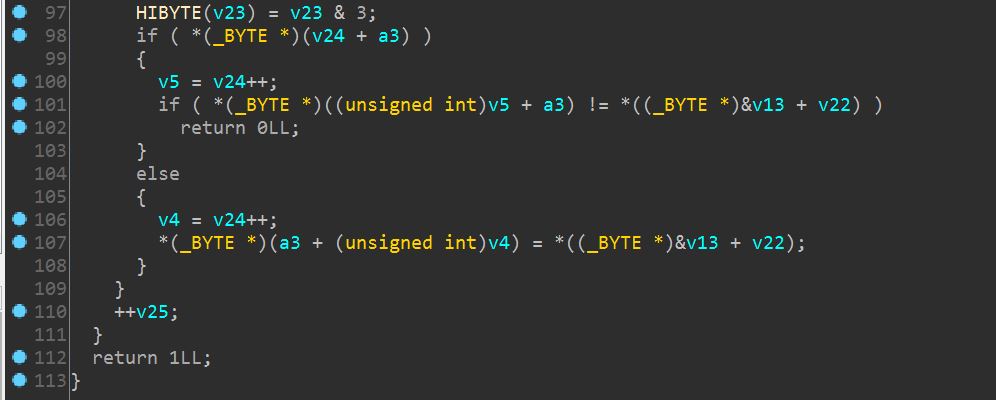 97 HIBYTE(v23) = v23 & 3;
98 if ( *(_BYTE *)(v24 + a3) )
99 {
100 v5 = v24++;
101 if ( *(_BYTE *)((unsigned int)v5 + a3) != *((_BYTE *)&v13 + v22) )
102 return 0LL;
103 }
104 else
105 {
106 v4 = v24++;
107 *(_BYTE *)(a3 + (unsigned int)v4) = *((_BYTE *)&v13 + v22);
108 }
109 }
110 ++v25;
111 }
112 return 1LL;
113 }